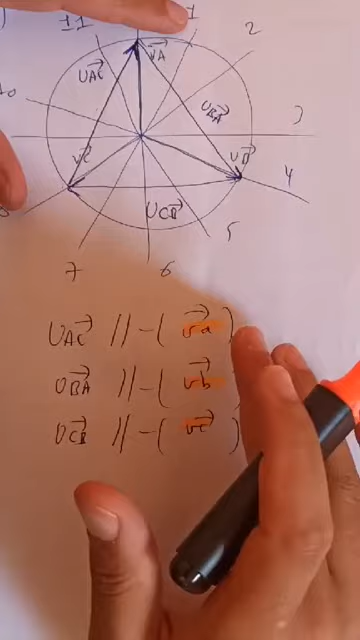 11
1
2
VA
UAC
UBA
10
3
VC
VB
4
UCB
5
7
6
UAC // -( va )
UBA // -( vb )
UCB // -( vc )